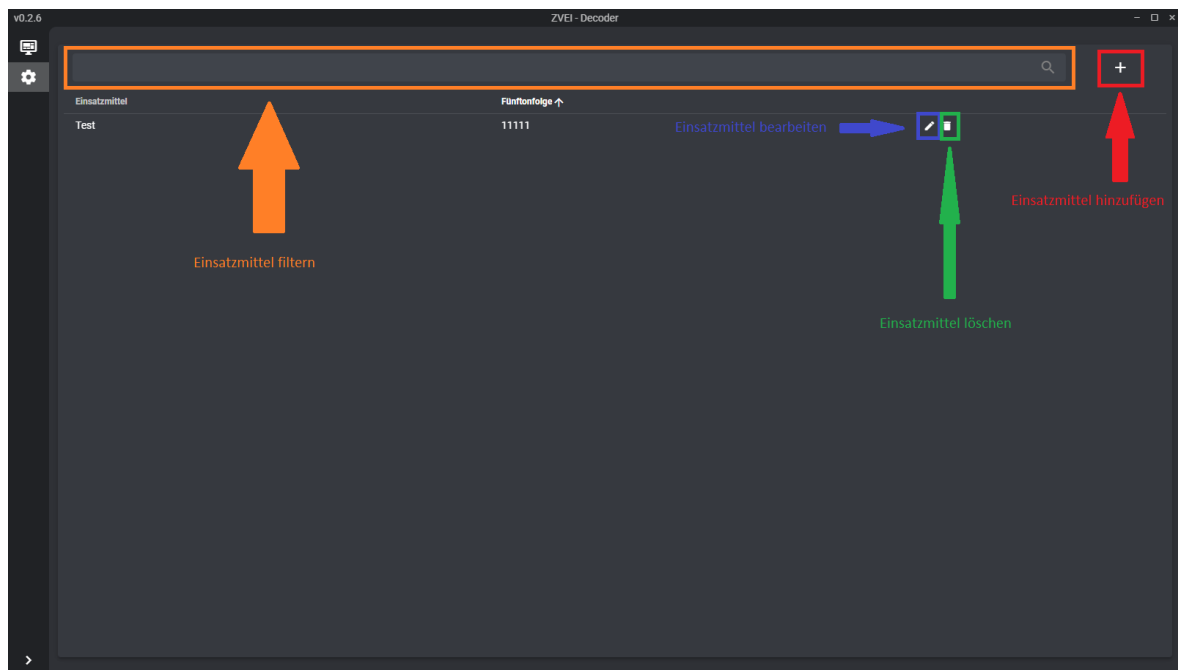 v0.2.6
ZVEI - Decoder
Einsatzmittel
Fünftonfolge
Test
11111
Einsatzmittel bearbeiten
Einsatzmittel hinzufügen
Einsatzmittel filtern
Einsatzmittel löschen